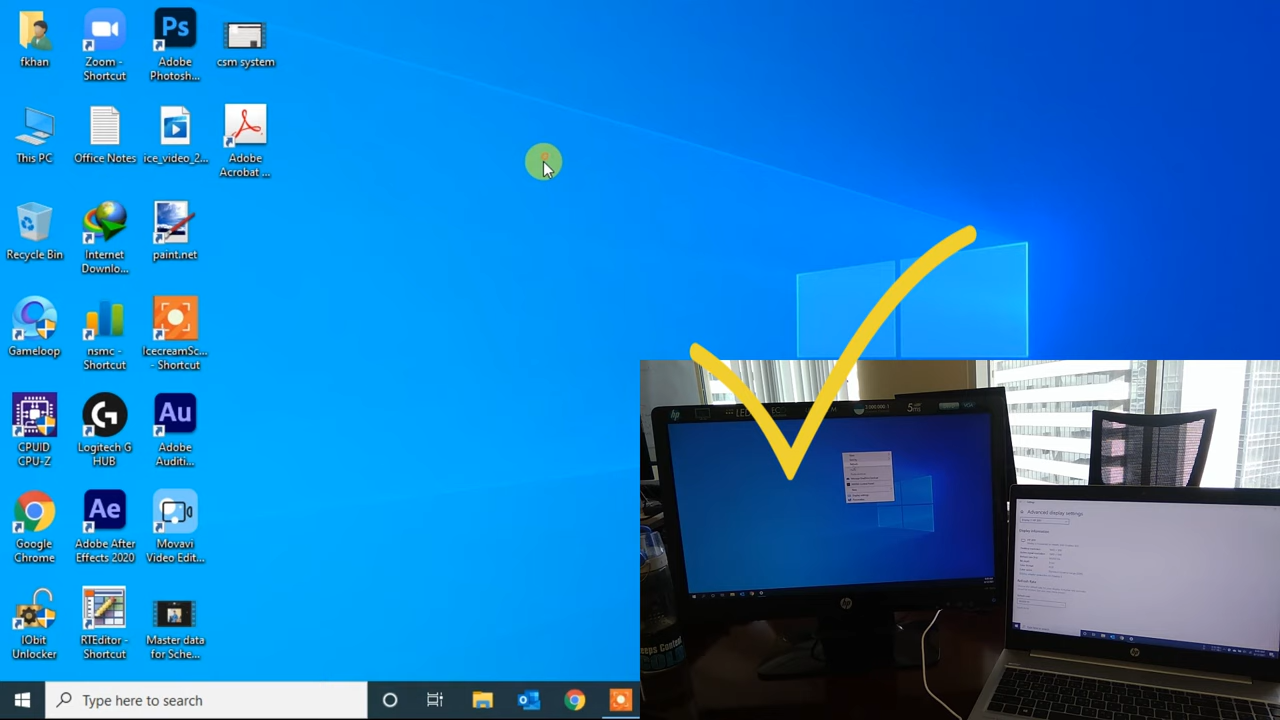 fkhan
Zoom -
Shortcut
Adobe
Photosh...
csm system
This PC
Office Notes
ice_video_2...
Adobe
Acrobat ...
Recycle Bin
Internet
Downlo...
paint.net
Gameloop
nsmc -
Shortcut
IcecreamSc...
- Shortcut
CPUID
CPU-Z
Logitech G
HUB
Adobe
Auditi...
Google
Chrome
Adobe After
Effects 2020
Movavi
Video Edit...
IObit
Unlocker
RTEditor -
Shortcut
Master data
for Sche...
Type here to search
Advanced display settings